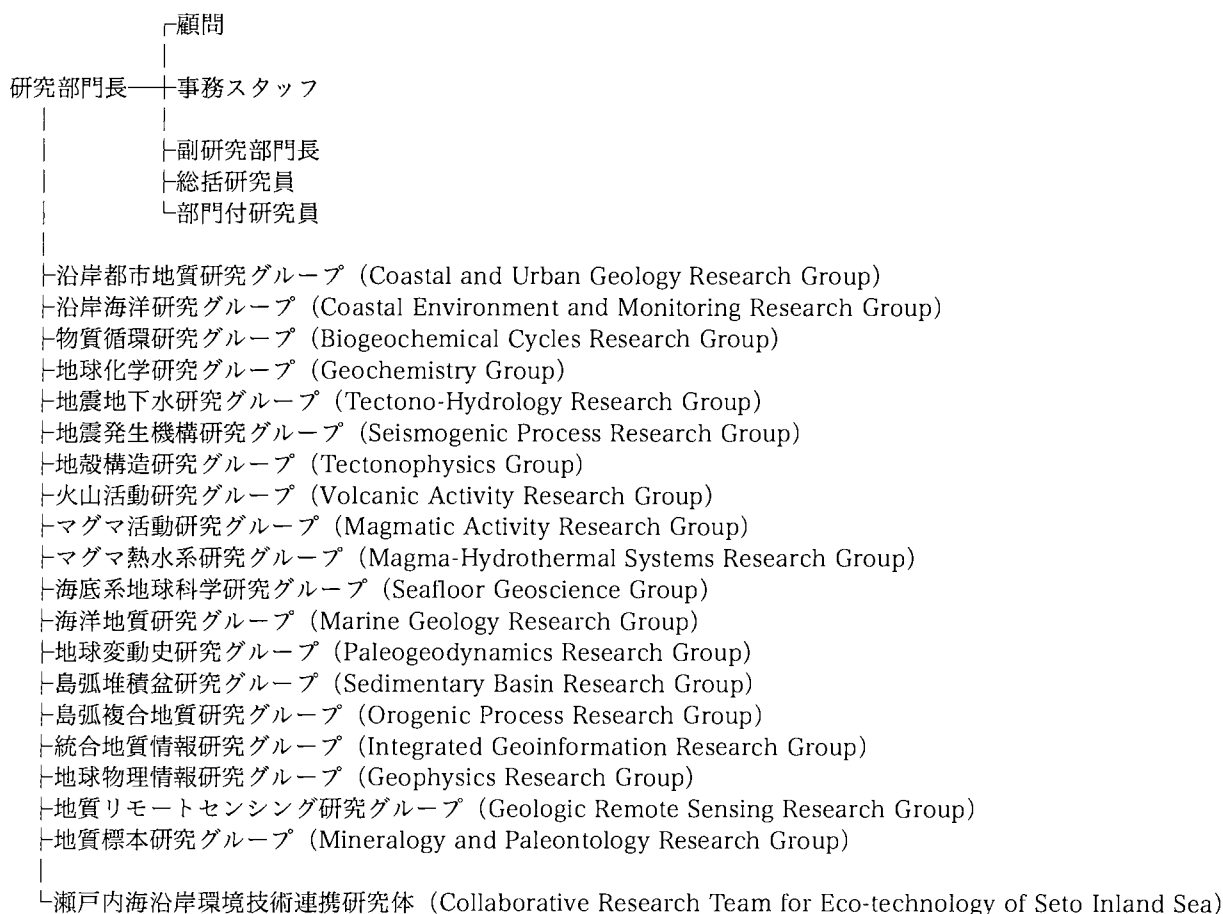 顧問
研究部門長 事務スタッフ
副研究部門長
総括研究員
部門付研究員
沿岸都市地質研究グループ (Coastal and Urban Geology Research Group)
沿岸海洋研究グループ (Coastal Environment and Monitoring Research Group)
物質循環研究グループ (Biogeochemical Cycles Research Group)
地球化学研究グループ (Geochemistry Group)
地震地下水研究グループ (Tectono-Hydrology Research Group)
地震発生機構研究グループ (Seismogenic Process Research Group)
地殻構造研究グループ (Tectonophysics Group)
火山活動研究グループ (Volcanic Activity Research Group)
マグマ活動研究グループ (Magmatic Activity Research Group)
マグマ熱水系研究グループ (Magma-Hydrothermal Systems Research Group)
海底系地球科学研究グループ (Seafloor Geoscience Group)
海洋地質研究グループ (Marine Geology Research Group)
地球変動史研究グループ (Paleogeodynamics Research Group)
島弧堆積盆研究グループ (Sedimentary Basin Research Group)
島弧複合地質研究グループ (Orogenic Process Research Group)
統合地質情報研究グループ (Integrated Geoinformation Research Group)
地球物理情報研究グループ (Geophysics Research Group)
地質リモートセンシング研究グループ (Geologic Remote Sensing Research Group)
地質標本研究グループ (Mineralogy and Paleontology Research Group)
瀬戸内海沿岸環境技術連携研究体 (Collaborative Research Team for Eco-technology of Seto Inland Sea)